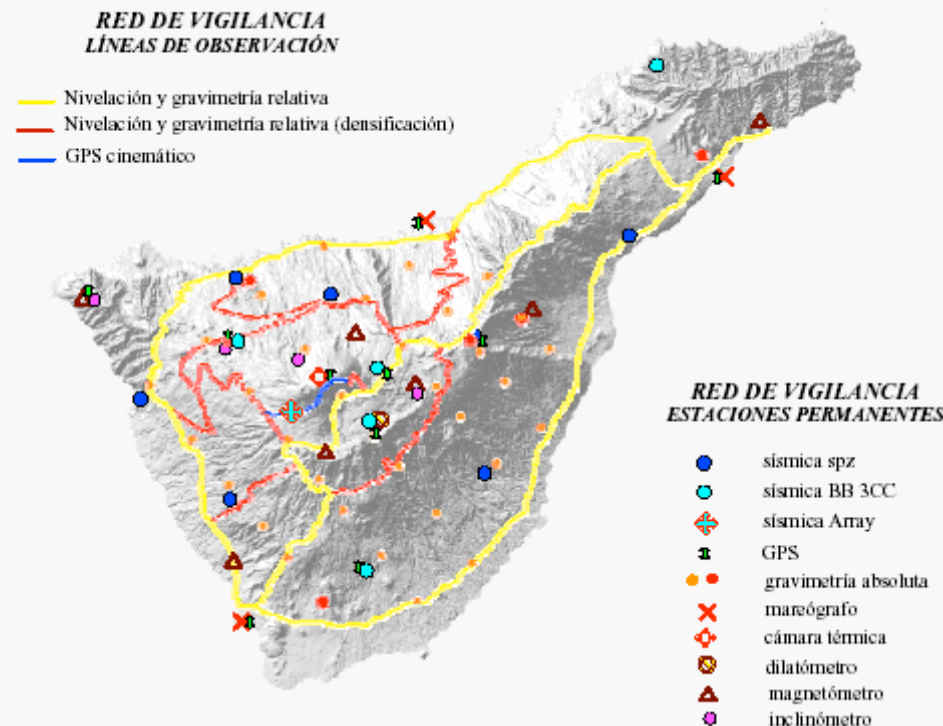 RED DE VIGILANCIA
LÍNEAS DE OBSERVACIÓN
Nivelación y gravimetría relativa
Nivelación y gravimetría relativa (densificación)
GPS cinemático
RED DE VIGILANCIA
ESTACIONES PERMANENTES
sísmica spz
sísmica BB 3CC
sísmica Array
GPS
gravimetría absoluta
mareógrafo
cámara térmica
dilatómetro
magnetómetro
inclinómetro